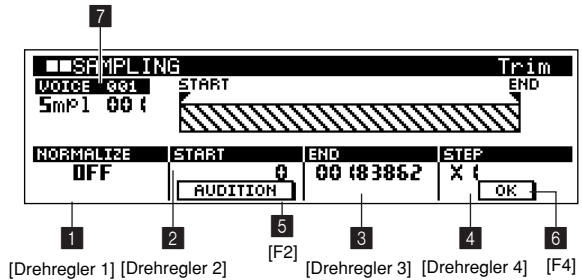 7
SAMPLING Trim
VOICE 001 START END
Smpl 001
NORMALIZE START END STEP
OFF 0 00183862 X1
AUDITION OK
1 2 5 3 4 6
[F2] [F4]
[Drehregler 1] [Drehregler 2] [Drehregler 3] [Drehregler 4]